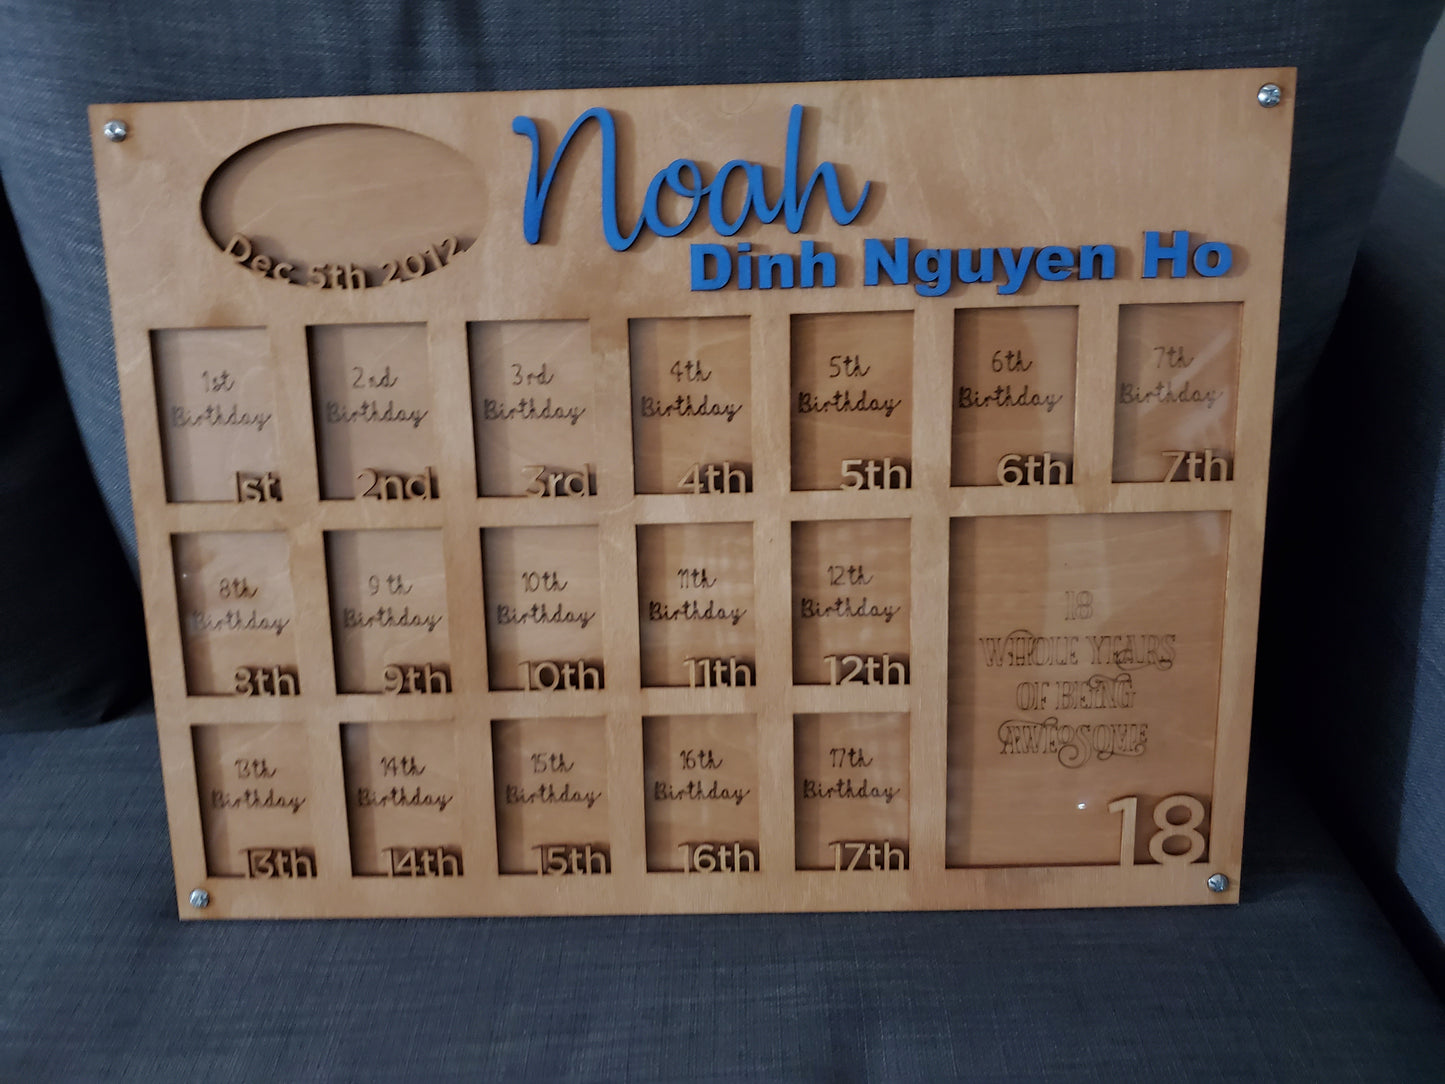 Noah
Dinh Nguyen Ho
Dec 5th 2012
1st
Birthday
1st
2nd
Birthday
2nd
3rd
Birthday
3rd
4th
Birthday
4th
5th
Birthday
5th
6th
Birthday
6th
7th
Birthday
7th
8th
Birthday
8th
9th
Birthday
9th
10th
Birthday
10th
11th
Birthday
11th
12th
Birthday
12th
13th
Birthday
13th
14th
Birthday
14th
15th
Birthday
15th
16th
Birthday
16th
17th
Birthday
17th
18
WHOLE YEARS
OF BEING
AWESOME
18